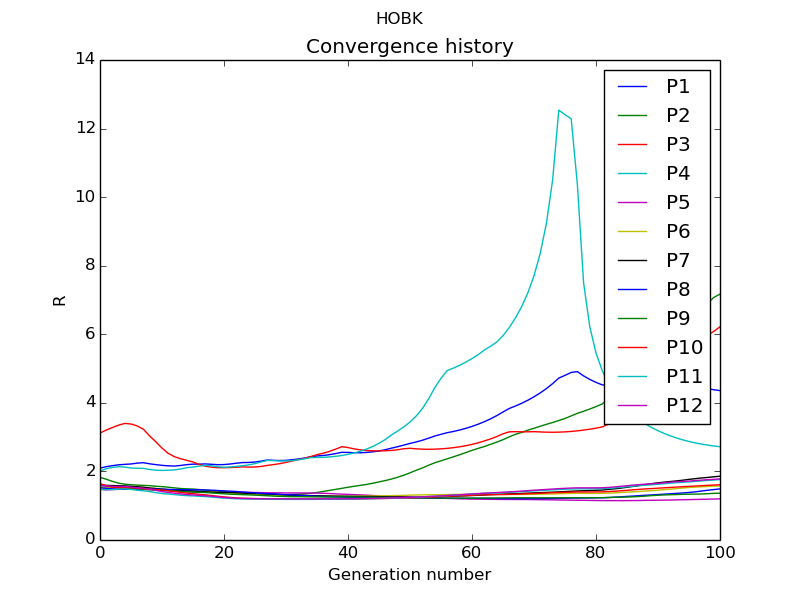 HOBK
Convergence history
14
12
10
8
6
4
2
0
R
P1
P2
P3
P4
P5
P6
P7
P8
P9
P10
P11
P12
0 20 40 60 80 100
Generation number